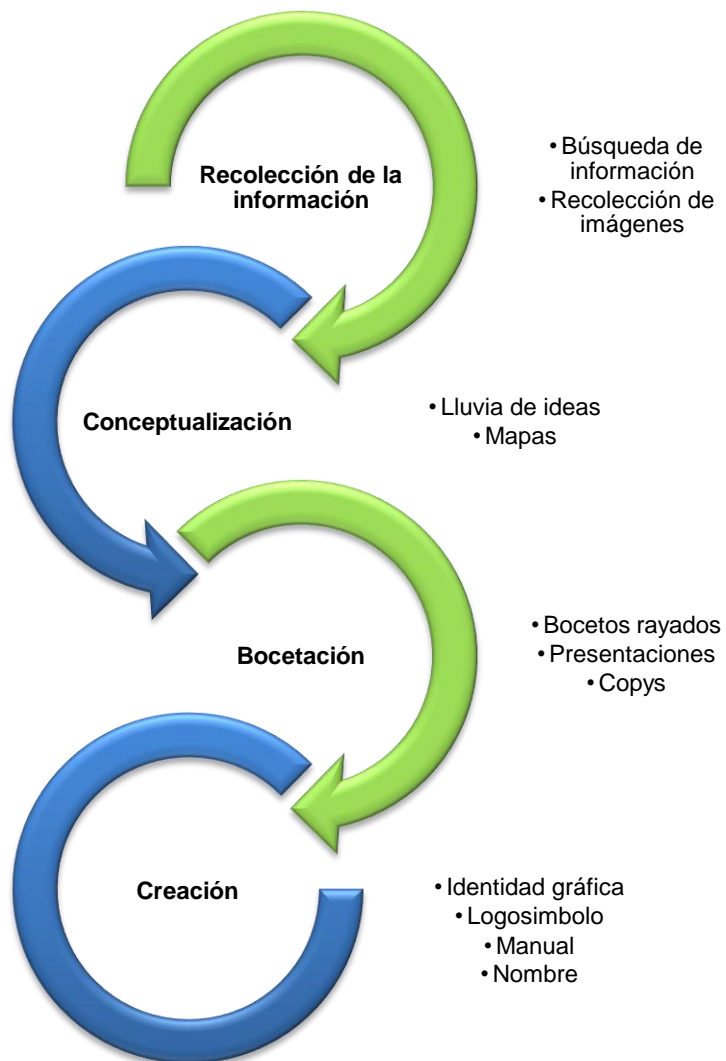 Recolección de la
información
• Búsqueda de
información
• Recolección de
imágenes
Conceptualización
• Lluvia de ideas
• Mapas
Bocetación
• Bocetos rayados
• Presentaciones
• Copys
Creación
• Identidad gráfica
• Logosimbolo
• Manual
• Nombre